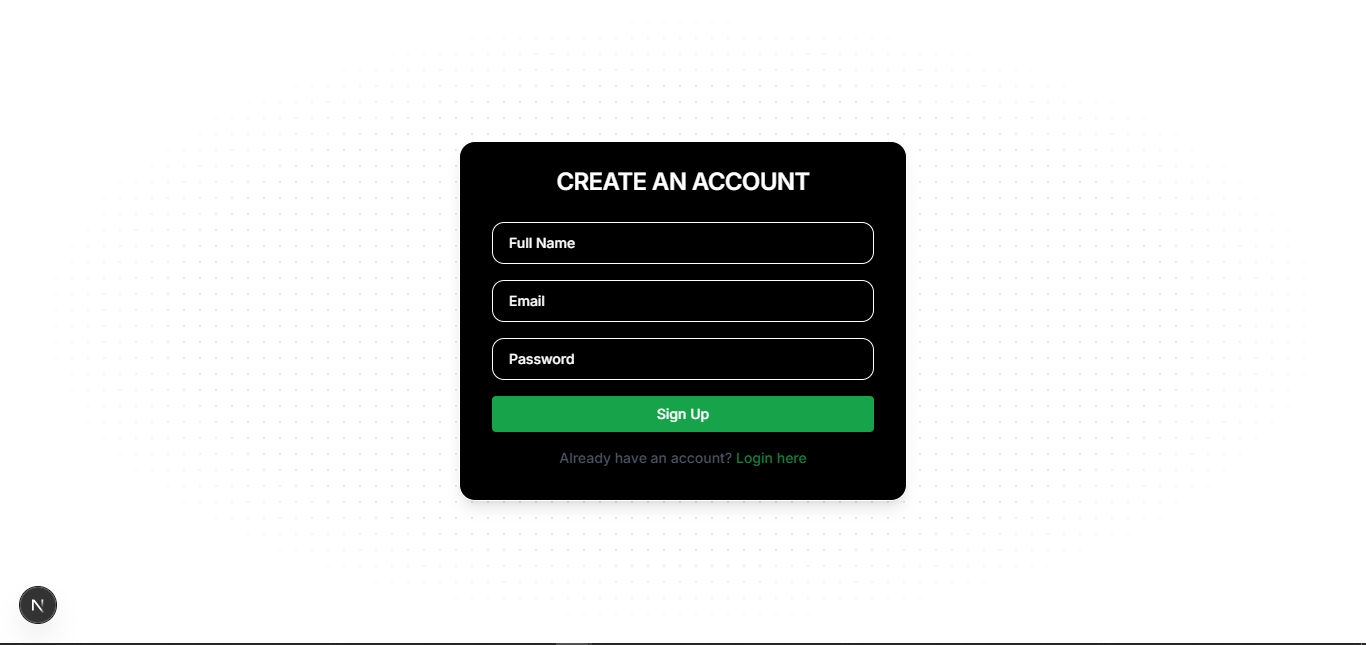 CREATE AN ACCOUNT
Full Name
Email
Password
Sign Up
Already have an account? Login here
N